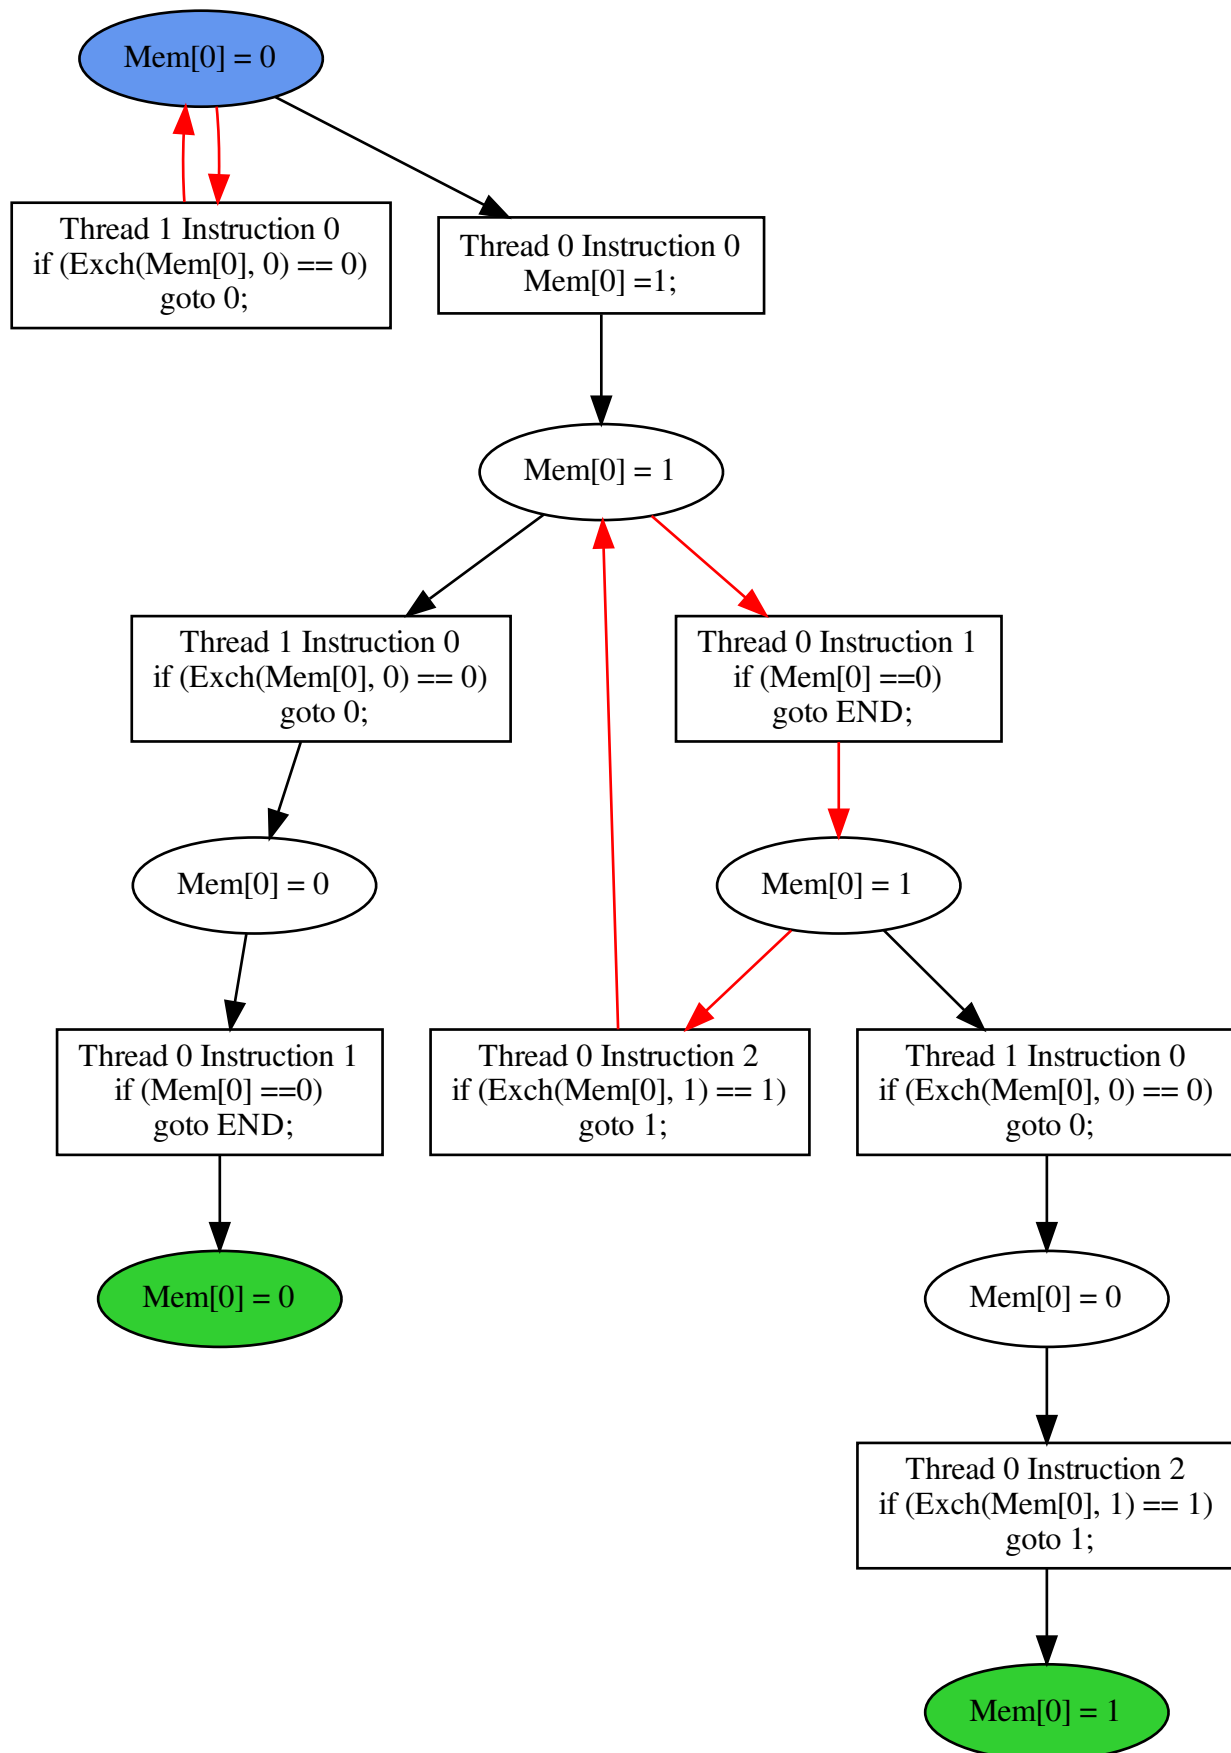 Mem[0] = 0
Thread 1 Instruction 0
if (Exch(Mem[0], 0) == 0)
goto 0;
Thread 0 Instruction 0
Mem[0] =1;
Mem[0] = 1
Thread 1 Instruction 0
if (Exch(Mem[0], 0) == 0)
goto 0;
Thread 0 Instruction 1
if (Mem[0] ==0)
goto END;
Mem[0] = 0
Mem[0] = 1
Thread 0 Instruction 1
if (Mem[0] ==0)
goto END;
Thread 0 Instruction 2
if (Exch(Mem[0], 1) == 1)
goto 1;
Thread 1 Instruction 0
if (Exch(Mem[0], 0) == 0)
goto 0;
Mem[0] = 0
Mem[0] = 0
Thread 0 Instruction 2
if (Exch(Mem[0], 1) == 1)
goto 1;
Mem[0] = 1